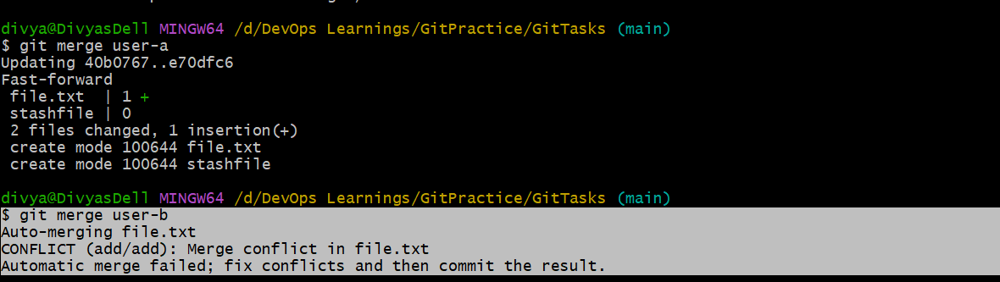 divya@DivyasDell MINGW64 /d/DevOps Learnings/GitPractice/GitTasks (main)
$ git merge user-a
Updating 40b0767..e70dfc6
Fast-forward
 file.txt  | 1 +
 stashfile | 0
 2 files changed, 1 insertion(+)
 create mode 100644 file.txt
 create mode 100644 stashfile
divya@DivyasDell MINGW64 /d/DevOps Learnings/GitPractice/GitTasks (main)
$ git merge user-b
Auto-merging file.txt
CONFLICT (add/add): Merge conflict in file.txt
Automatic merge failed; fix conflicts and then commit the result.